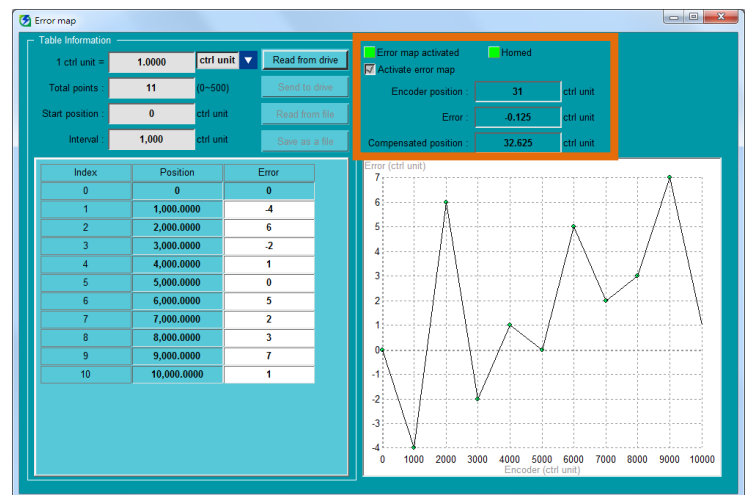 Error map
Table Information
1 ctrl unit = 1.0000 ctrl unit Read from drive
Total points : 11 (0~500) Send to drive
Start position : 0 ctrl unit Read from file
Interval : 1,000 ctrl unit Save as a file
Error map activated Homed
Activate error map
Encoder position : 31 ctrl unit
Error : -0.125 ctrl unit
Compensated position : 32.625 ctrl unit
Index Position Error
0 0 0
1 1,000.0000 -4
2 2,000.0000 6
3 3,000.0000 -2
4 4,000.0000 1
5 5,000.0000 0
6 6,000.0000 5
7 7,000.0000 2
8 8,000.0000 3
9 9,000.0000 7
10 10,000.0000 1
Error (ctrl unit)
7
6
5
4
3
2
1
0
-1
-2
-3
-4
0 1000 2000 3000 4000 5000 6000 7000 8000 9000 10000
Encoder (ctrl unit)